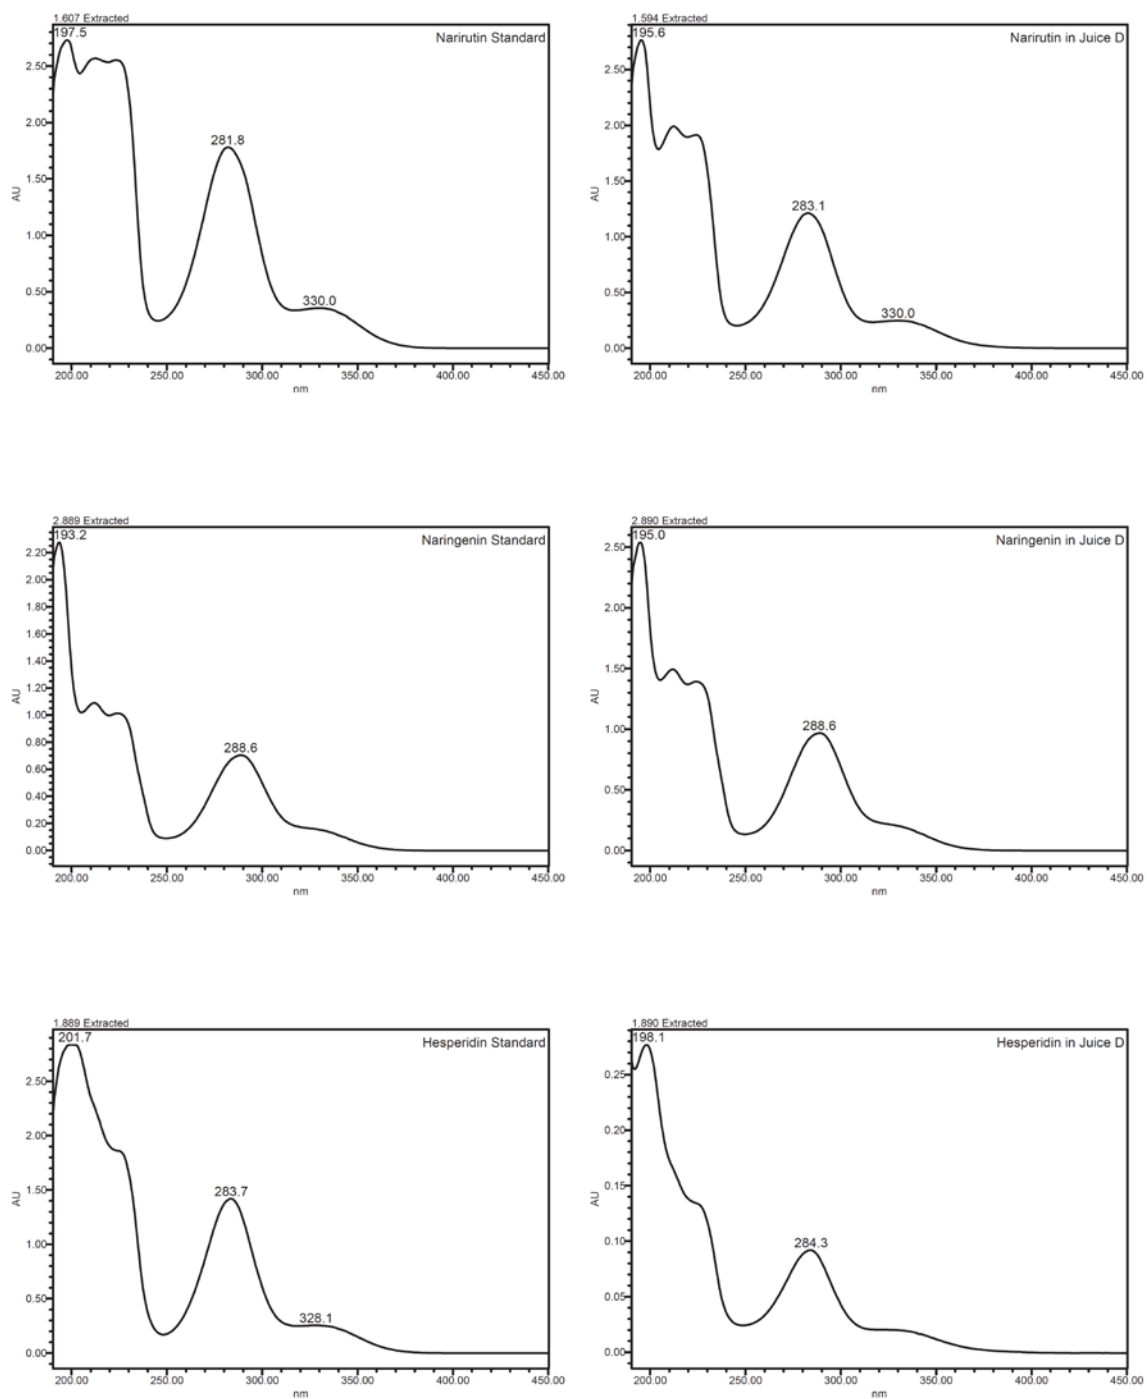 1.607 Extracted
197.5
Narirutin Standard
2.50
2.00
1.50
1.00
0.50
0.00
AU
281.8
330.0
200.00 250.00 300.00 350.00 400.00 450.00
nm
1.594 Extracted
195.6
Narirutin in Juice D
2.50
2.00
1.50
1.00
0.50
0.00
AU
283.1
330.0
200.00 250.00 300.00 350.00 400.00 450.00
nm
2.889 Extracted
193.2
Naringenin Standard
2.20
2.00
1.80
1.60
1.40
1.20
1.00
0.80
0.60
0.40
0.20
0.00
AU
288.6
200.00 250.00 300.00 350.00 400.00 450.00
nm
2.890 Extracted
195.0
Naringenin in Juice D
2.50
2.00
1.50
1.00
0.50
0.00
AU
288.6
200.00 250.00 300.00 350.00 400.00 450.00
nm
1.889 Extracted
201.7
Hesperidin Standard
2.50
2.00
1.50
1.00
0.50
0.00
AU
283.7
328.1
200.00 250.00 300.00 350.00 400.00 450.00
nm
1.890 Extracted
198.1
Hesperidin in Juice D
0.25
0.20
0.15
0.10
0.05
0.00
AU
284.3
200.00 250.00 300.00 350.00 400.00 450.00
nm